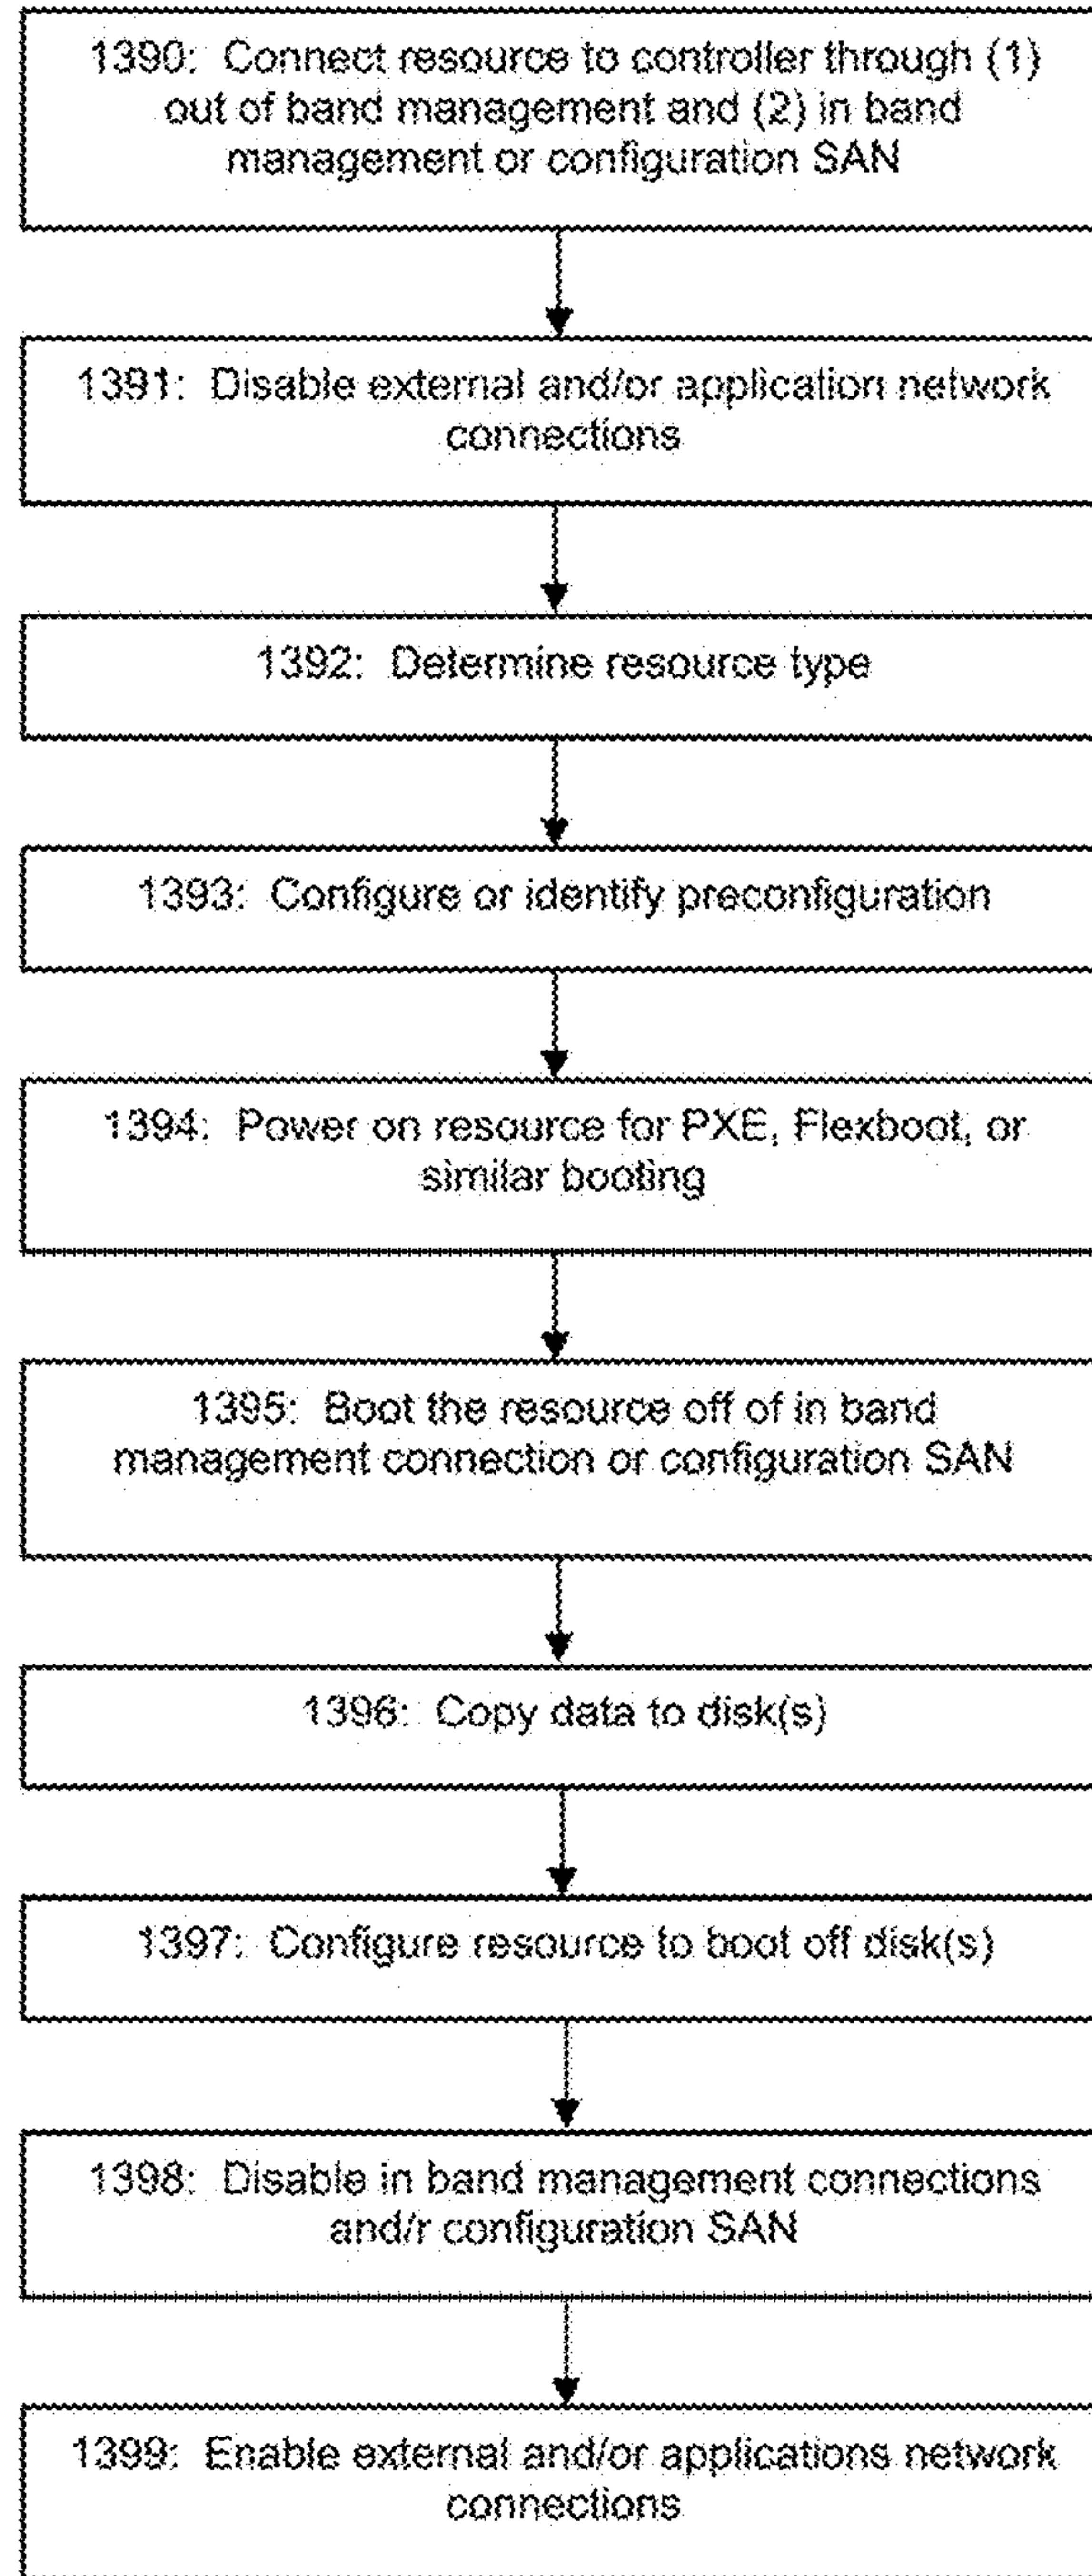 1390: Connect resource to controller through (1)
out of band management and (2) in band
management or configuration SAN
1391: Disable external and/or application network
connections
1392: Determine resource type
1393: Configure or identify preconfiguration
1394: Power on resource for PXE, Flexboot, or
similar booting
1395: Boot the resource off of in band
management connection or configuration SAN
1396: Copy data to disk(s)
1397: Configure resource to boot off disk(s)
1398: Disable in band management connections
and/r configuration SAN
1399: Enable external and/or applications network
connections